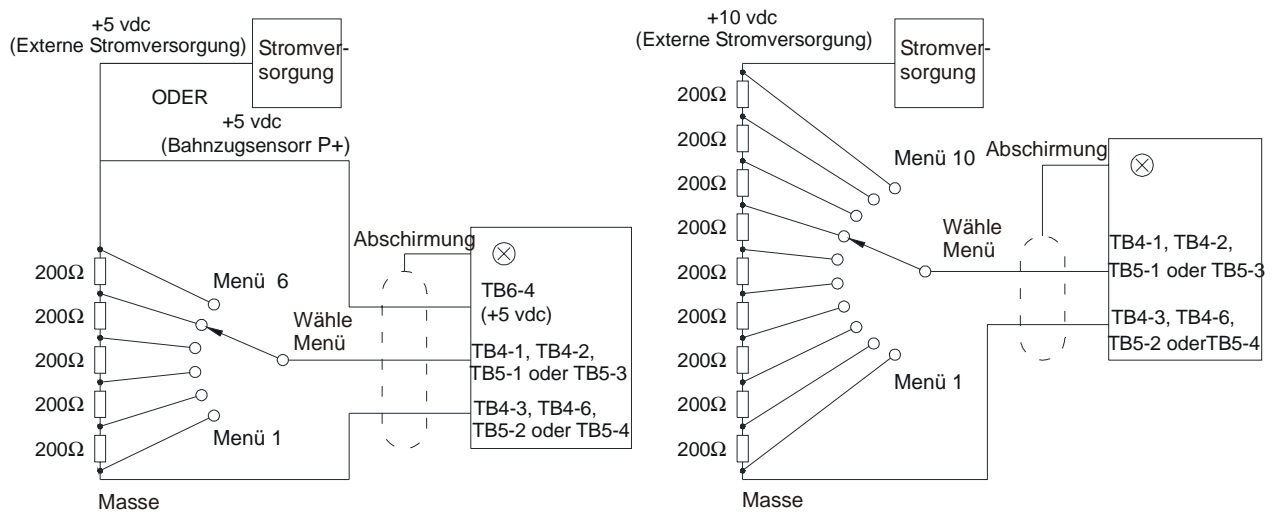 +5 vdc
(Externe Stromversorgung)
Stromver-
sorgung
ODER
+5 vdc
(Bahnzugsensorr P+)
Abschirmung
200Ω
200Ω
200Ω
200Ω
200Ω
Menü 6
Wähle
Menü
Menü 1
TB6-4
(+5 vdc)
TB4-1, TB4-2,
TB5-1 oder TB5-3
TB4-3, TB4-6,
TB5-2 oder TB5-4
Masse
+10 vdc
(Externe Stromversorgung)
Stromver-
sorgung
200Ω
200Ω
200Ω
200Ω
200Ω
200Ω
200Ω
200Ω
200Ω
Menü 10
Abschirmung
Wähle
Menü
Menü 1
TB4-1, TB4-2,
TB5-1 oder TB5-3
TB4-3, TB4-6,
TB5-2 oderTB5-4
Masse